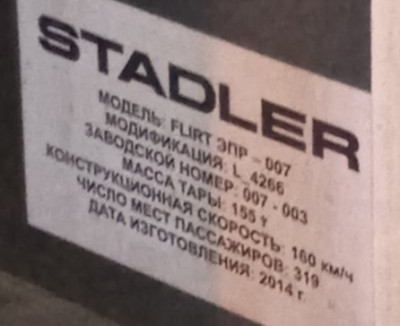 STADLER
МОДЕЛЬ: FLIRT ЭПР - 007
МОДИФИКАЦИЯ: L_4266
ЗАВОДСКОЙ НОМЕР: 007 - 003
МАССА ТАРЫ: 155 т
КОНСТРУКЦИОННАЯ СКОРОСТЬ: 160 км/ч
ЧИСЛО МЕСТ ПАССАЖИРОВ: 319
ДАТА ИЗГОТОВЛЕНИЯ: 2014 г.